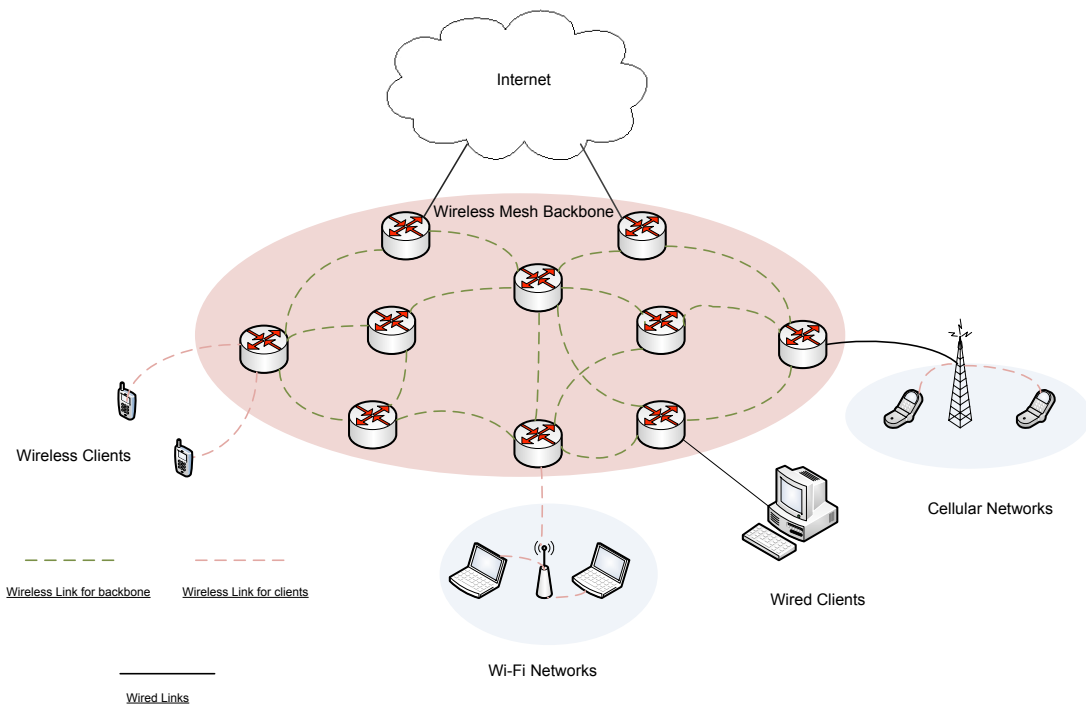 Internet
Wireless Mesh Backbone
Wireless Clients
Cellular Networks
Wireless Link for backbone
Wireless Link for clients
Wired Clients
Wi-Fi Networks
Wired Links